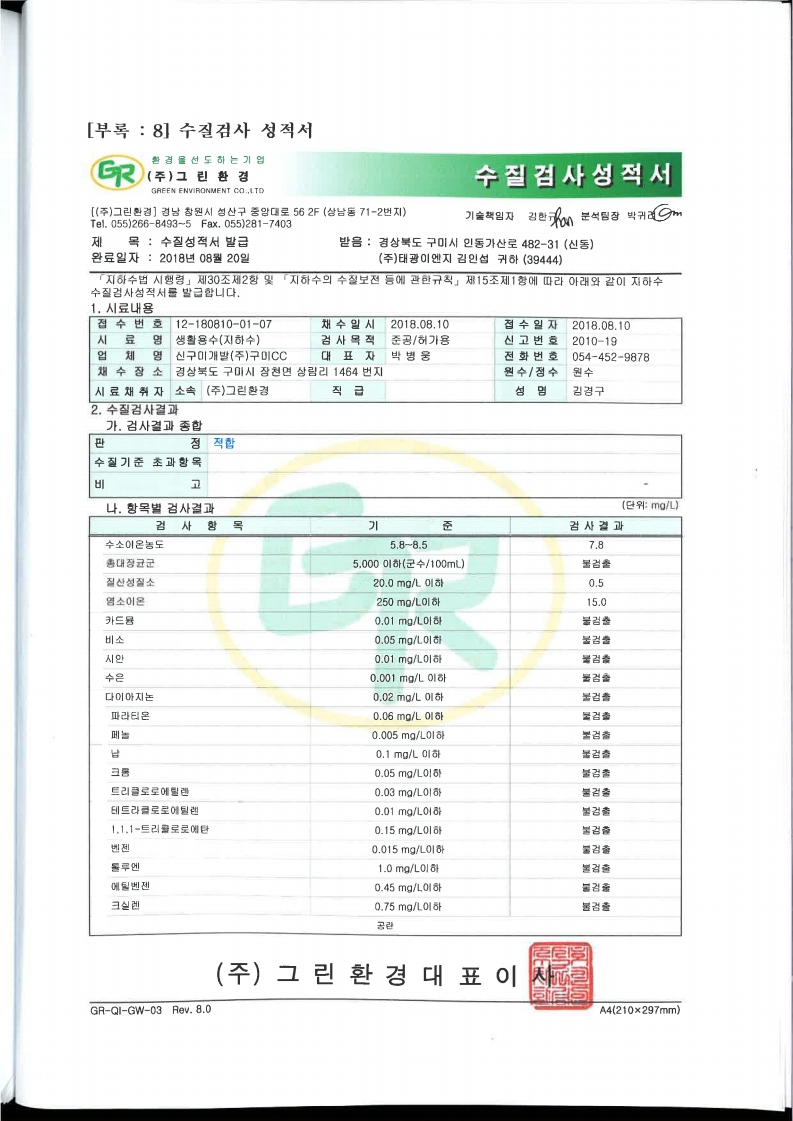 [부록 : 8] 수질검사 성적서
GR
환경을선도하는기업
(주)그린환경
GREEN ENVIRONMENT CO.,LTD
수질검사성적서
[(주)그린환경] 경남 창원시 성산구 중앙대로 56 2F (상남동 71-2번지)
Tel. 055)266-8493~5 Fax. 055)281-7403
기술책임자 김한규 분석팀장 박귀래
제 목 : 수질성적서 발급 받음 : 경상북도 구미시 인동가산로 482-31 (신동)
완료일자 : 2018년 08월 20일 (주)태광이엔지 김인섭 귀하 (39444)
「지하수법 시행령」제30조제2항 및 「지하수의 수질보전 등에 관한규칙」제15조제1항에 따라 아래와 같이 지하수
수질검사성적서를 발급합니다.
1. 시료내용
접수번호 12-180810-01-07 채수일시 2018.08.10 접수일자 2018.08.10
시료명 생활용수(지하수) 검사목적 준공/허가용 신고번호 2010-19
업체명 신구미개발(주)구미CC 대표자 박병웅 전화번호 054-452-9878
채수장소 경상북도 구미시 장천면 상림리 1464 번지 원수/정수 원수
시료채취자 소속 (주)그린환경 직급 성명 김경구
2. 수질검사결과
가. 검사결과 종합
판 정 적합
수질기준 초과항목
비 고 -
나. 항목별 검사결과 (단위: mg/L)
검사항목 기준 검사결과
수소이온농도 5.8~8.5 7.8
총대장균군 5,000 이하(군수/100mL) 불검출
질산성질소 20.0 mg/L 이하 0.5
염소이온 250 mg/L이하 15.0
카드뮴 0.01 mg/L이하 불검출
비소 0.05 mg/L이하 불검출
시안 0.01 mg/L이하 불검출
수은 0.001 mg/L 이하 불검출
다이아지논 0.02 mg/L 이하 불검출
파라티온 0.06 mg/L 이하 불검출
페놀 0.005 mg/L이하 불검출
납 0.1 mg/L 이하 불검출
크롬 0.05 mg/L이하 불검출
트리클로로에틸렌 0.03 mg/L이하 불검출
테트라클로로에틸렌 0.01 mg/L이하 불검출
1.1.1-트리클로로에탄 0.15 mg/L이하 불검출
벤젠 0.015 mg/L이하 불검출
톨루엔 1.0 mg/L이하 불검출
에틸벤젠 0.45 mg/L이하 불검출
크실렌 0.75 mg/L이하 불검출
공란
(주)그린환경대표이사
GR-QI-GW-03 Rev. 8.0 A4(210×297mm)